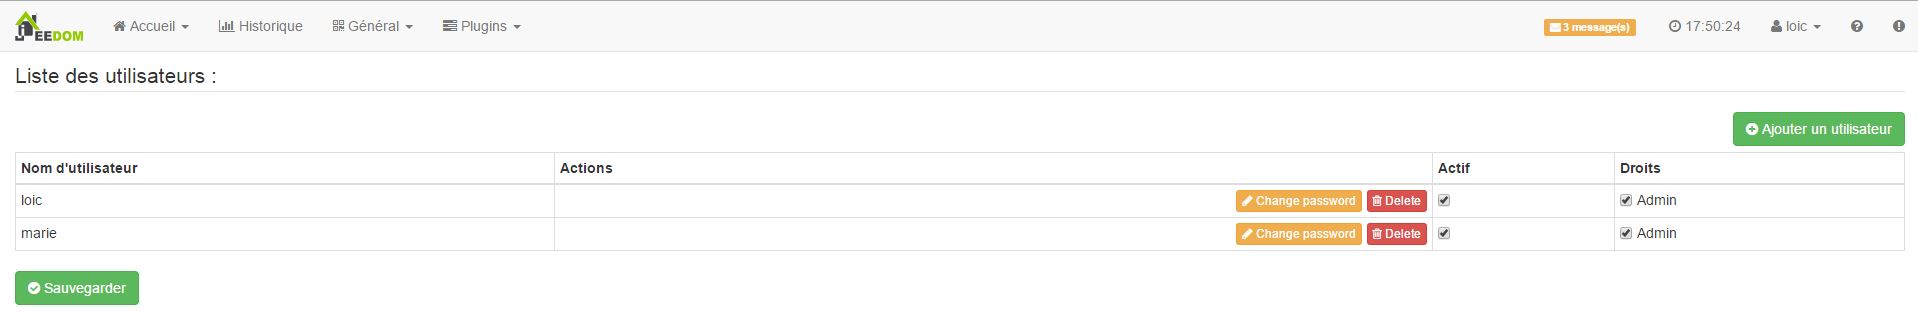 JEEDOM Accueil Historique Général Plugins 3 message(s) 17:50:24 loic
Liste des utilisateurs :
Ajouter un utilisateur
Nom d'utilisateur Actions Actif Droits
loic Change password Delete Admin
marie Change password Delete Admin
Sauvegarder